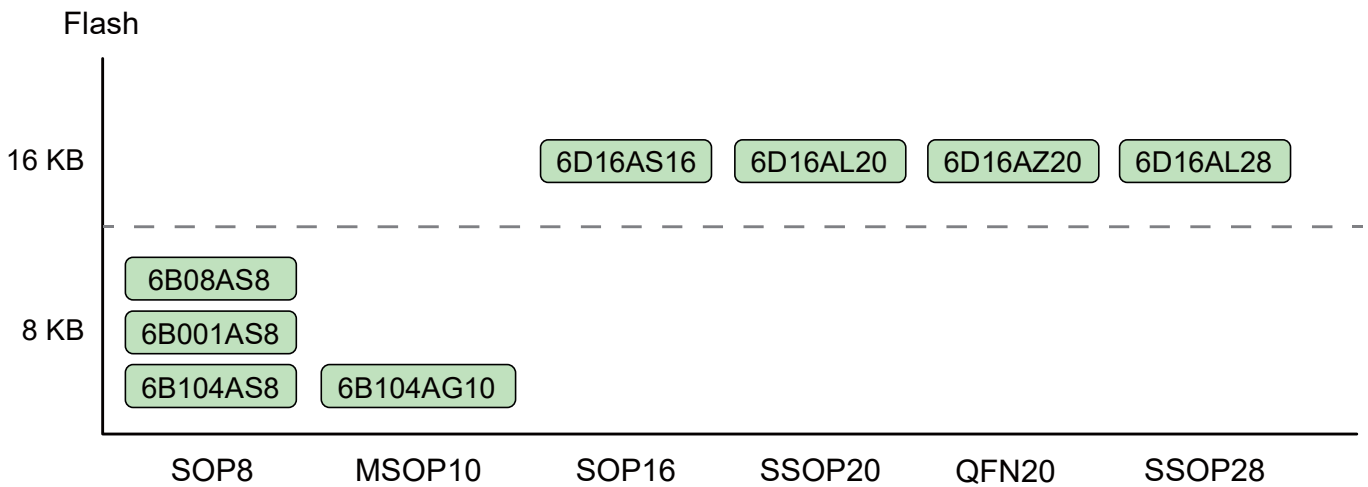 Flash
16 KB
6D16AS16
6D16AL20
6D16AZ20
6D16AL28
6B08AS8
8 KB
6B001AS8
6B104AS8
6B104AG10
SOP8
MSOP10
SOP16
SSOP20
QFN20
SSOP28